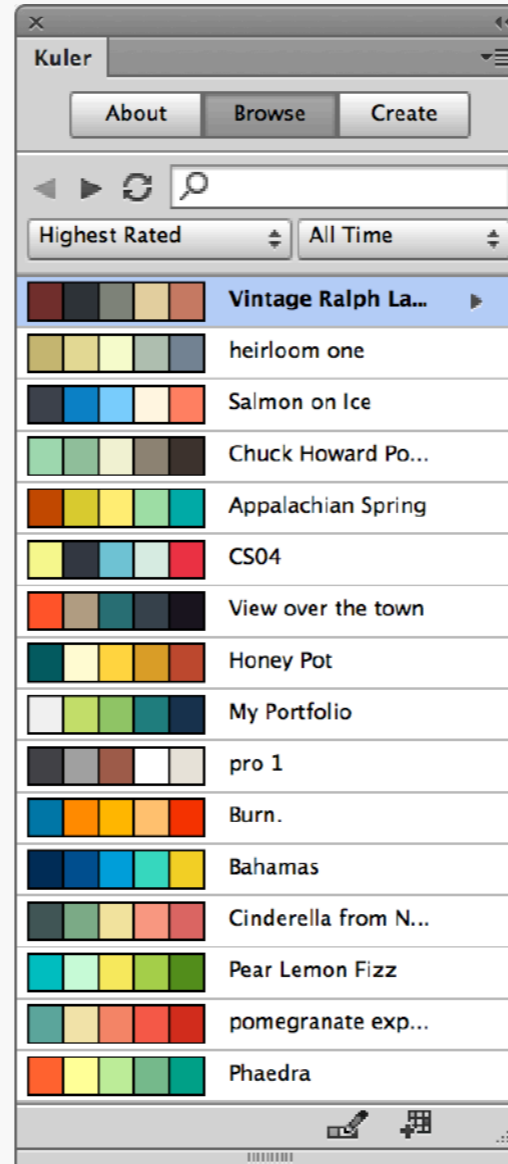 Kuler
About Browse Create
Highest Rated All Time
Vintage Ralph La...
heirloom one
Salmon on Ice
Chuck Howard Po...
Appalachian Spring
CS04
View over the town
Honey Pot
My Portfolio
pro 1
Burn.
Bahamas
Cinderella from N...
Pear Lemon Fizz
pomegranate exp...
Phaedra